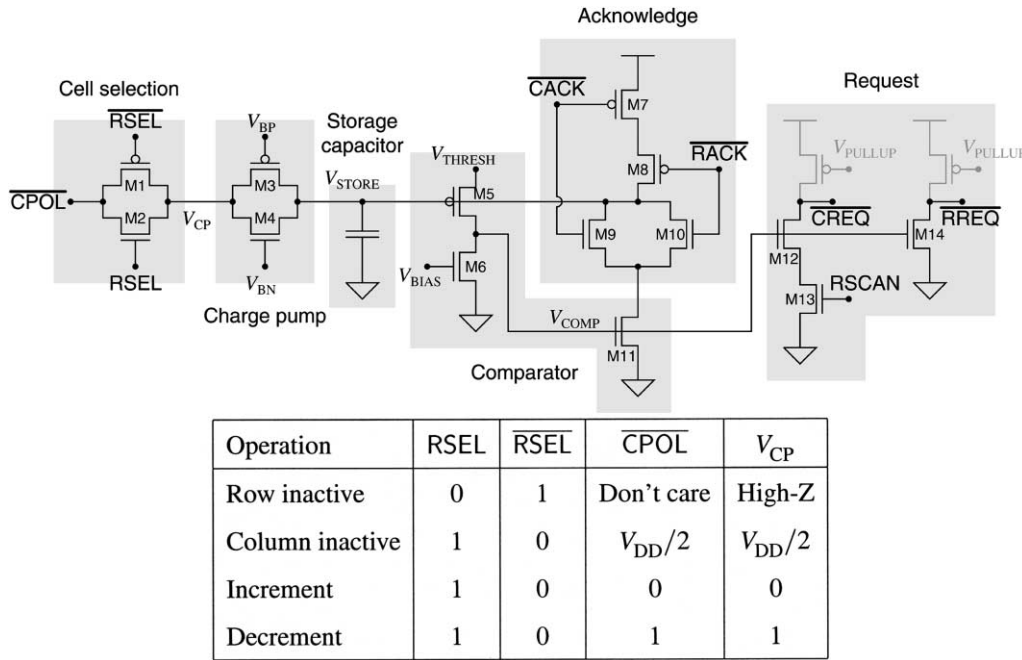 Acknowledge
Cell selection
Request
RSEL
CACK
M7
V_BP
Storage
capacitor
V_THRESH
V_PULLUP
V_PULLUP
M8
RACK
M1
M3
V_STORE
M5
CPOL
M2
M4
CREQ
RREQ
V_CP
M9
M10
M14
M12
M6
RSEL
V_BN
V_BIAS
RSCAN
M13
Charge pump
V_COMP
M11
Comparator
Operation RSEL RSEL CPOL V_CP
Row inactive 0 1 Don't care High-Z
Column inactive 1 0 V_DD/2 V_DD/2
Increment 1 0 0 0
Decrement 1 0 1 1